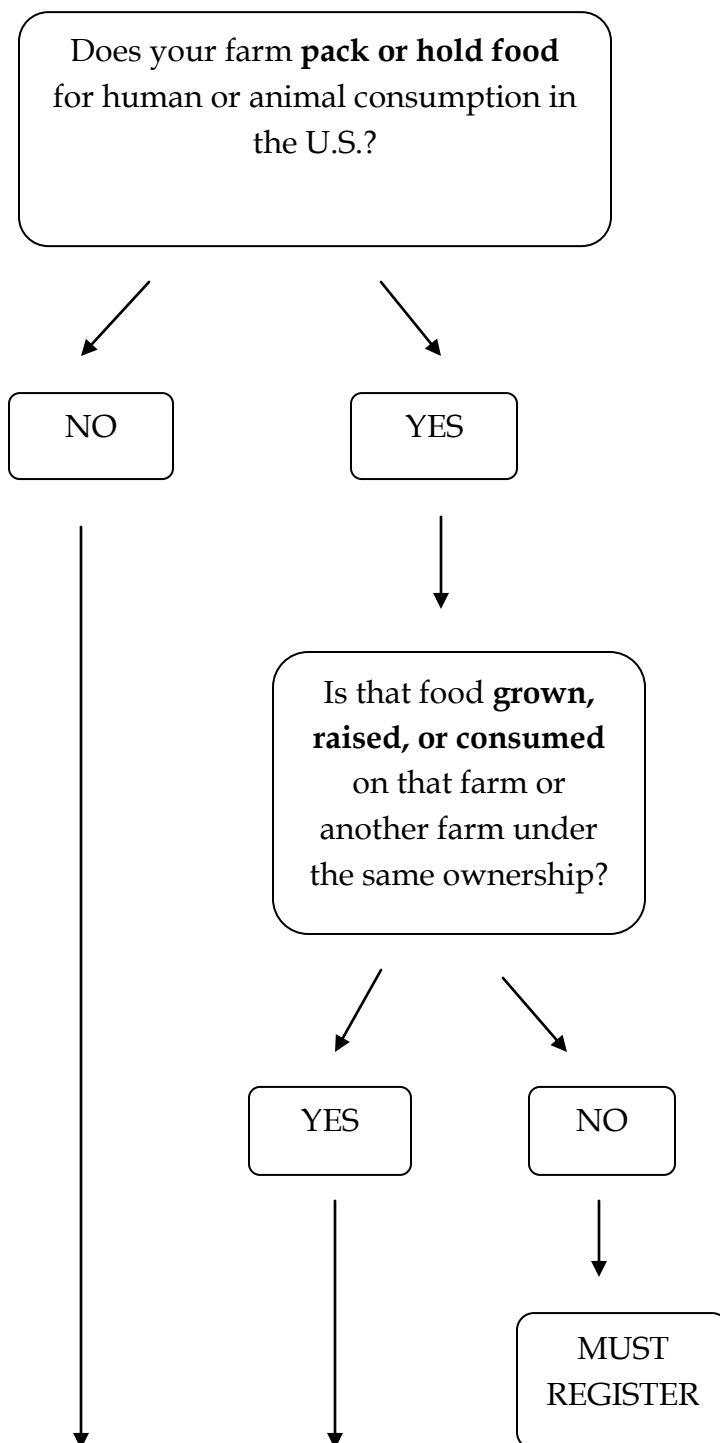 Does your farm pack or hold food
for human or animal consumption in
the U.S.?
NO
YES
Is that food grown,
raised, or consumed
on that farm or
another farm under
the same ownership?
YES
NO
MUST
REGISTER